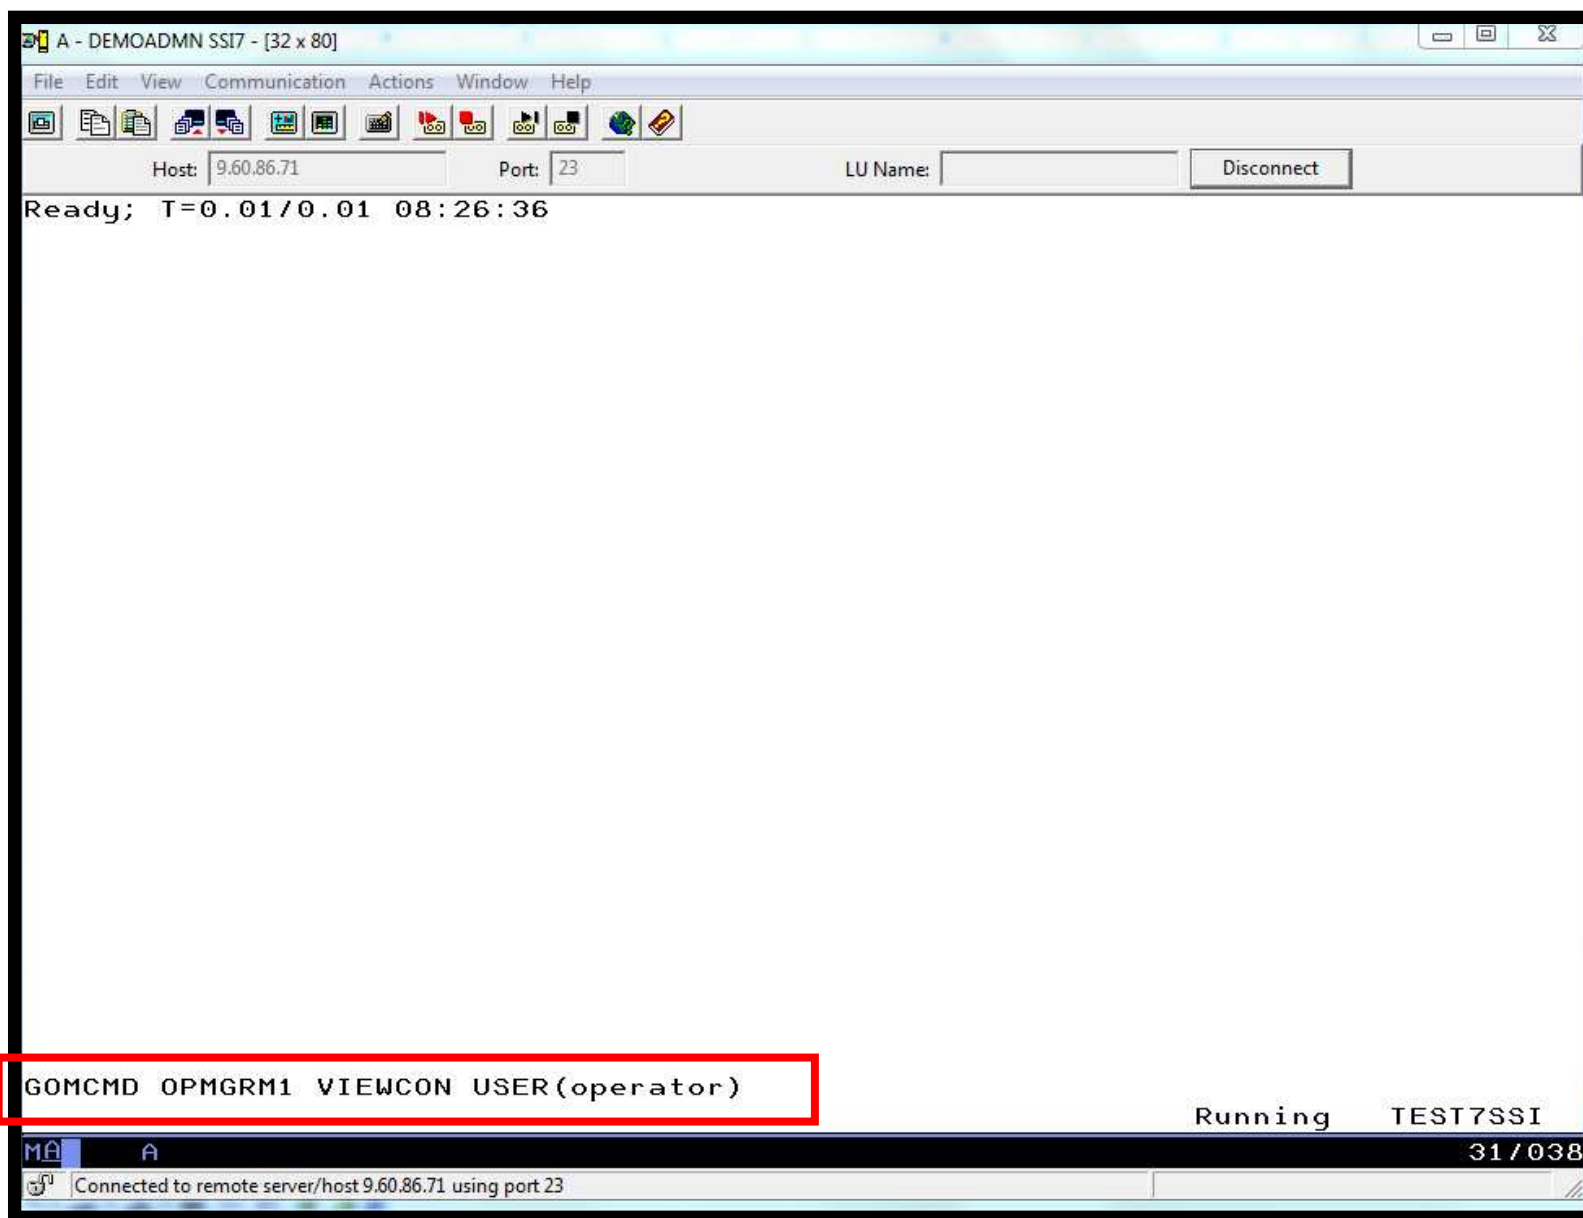 A - DEMOADMN SSI7 - [32 x 80]
File Edit View Communication Actions Window Help
Host: 9.60.86.71 Port: 23 LU Name: Disconnect
Ready; T=0.01/0.01 08:26:36
GOMCMD OPMGRM1 VIEWCON USER(operator)
Running TEST7SSI
MA A 31/038
Connected to remote server/host 9.60.86.71 using port 23